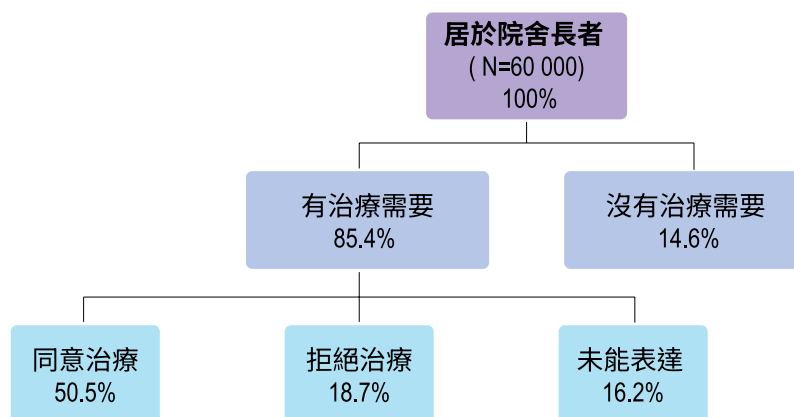 居於院舍長者
( N=60 000)
100%
有治療需要
85.4%
沒有治療需要
14.6%
同意治療
50.5%
拒絕治療
18.7%
未能表達
16.2%